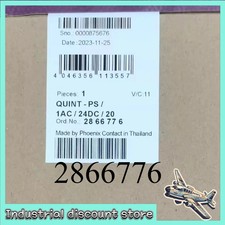 Sno.: 0000875676
Date: 2023-11-25
4 046356 113557
Pieces: 1
V/C:11
QUINT - PS /
1AC / 24DC / 20
Ord.No.: 28 66 77 6
Made by Phoenix Contact in Thailand
2866776
Industrial discount store